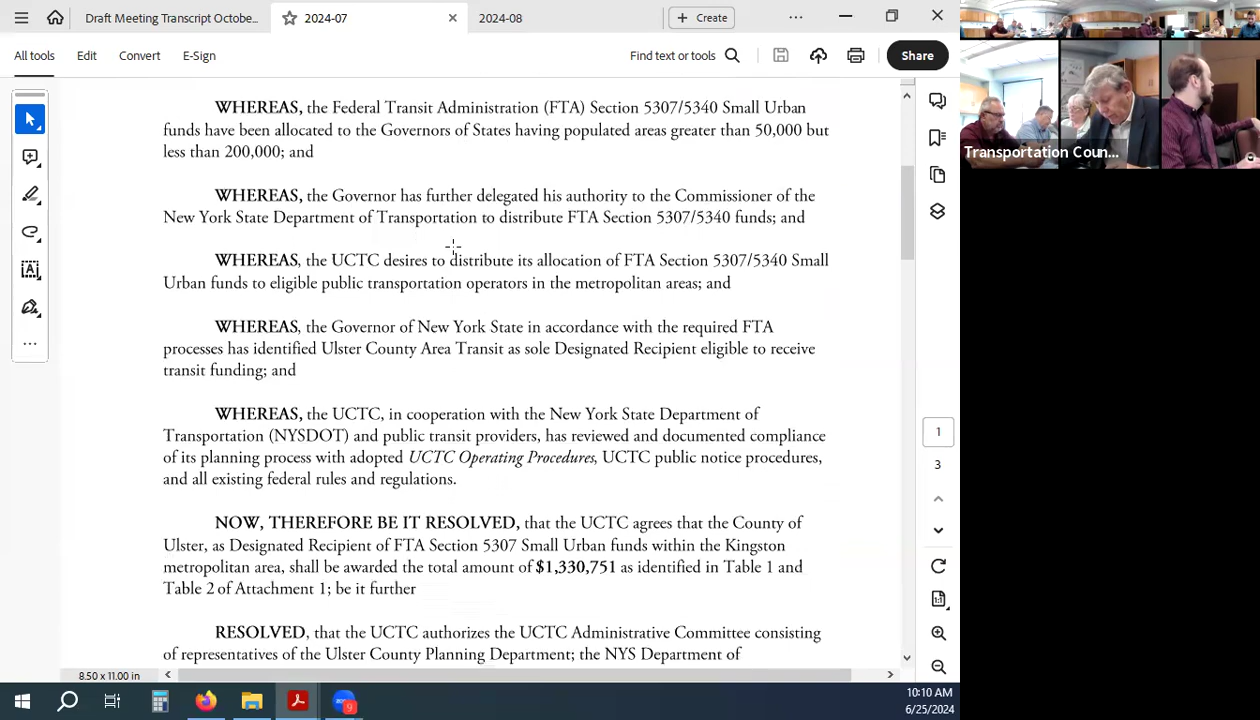 Draft Meeting Transcript Octobe...
2024-07
2024-08
Create
All tools
Edit
Convert
E-Sign
Find text or tools
Share
WHEREAS, the Federal Transit Administration (FTA) Section 5307/5340 Small Urban
funds have been allocated to the Governors of States having populated areas greater than 50,000 but
less than 200,000; and
WHEREAS, the Governor has further delegated his authority to the Commissioner of the
New York State Department of Transportation to distribute FTA Section 5307/5340 funds; and
WHEREAS, the UCTC desires to distribute its allocation of FTA Section 5307/5340 Small
Urban funds to eligible public transportation operators in the metropolitan areas; and
WHEREAS, the Governor of New York State in accordance with the required FTA
processes has identified Ulster County Area Transit as sole Designated Recipient eligible to receive
transit funding; and
WHEREAS, the UCTC, in cooperation with the New York State Department of
Transportation (NYSDOT) and public transit providers, has reviewed and documented compliance
of its planning process with adopted UCTC Operating Procedures, UCTC public notice procedures,
and all existing federal rules and regulations.
NOW, THEREFORE BE IT RESOLVED, that the UCTC agrees that the County of
Ulster, as Designated Recipient of FTA Section 5307 Small Urban funds within the Kingston
metropolitan area, shall be awarded the total amount of $1,330,751 as identified in Table 1 and
Table 2 of Attachment 1; be it further
RESOLVED, that the UCTC authorizes the UCTC Administrative Committee consisting
of representatives of the Ulster County Planning Department; the NYS Department of
8.50 x 11.00 in
1
3
Transportation Coun...
9
10:10 AM
6/25/2024